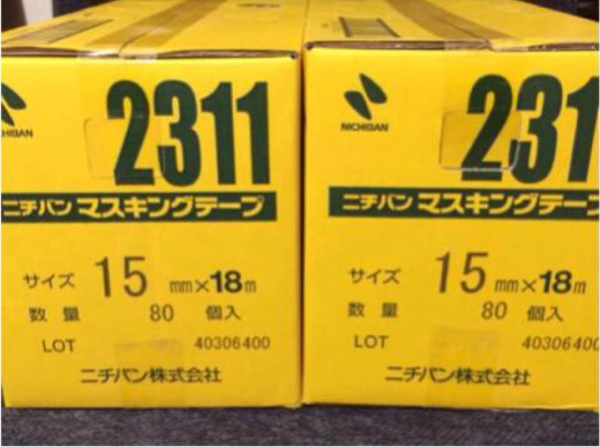 NICHIBAN
2311
ニチバン マスキングテープ
サイズ 15 mm×18m
数量 80 個入
LOT 40306400
ニチバン株式会社
NICHIBAN
231
ニチバン マスキングテープ
サイズ 15 mm×18m
数量 80 個入
LOT 40306400
ニチバン株式会社